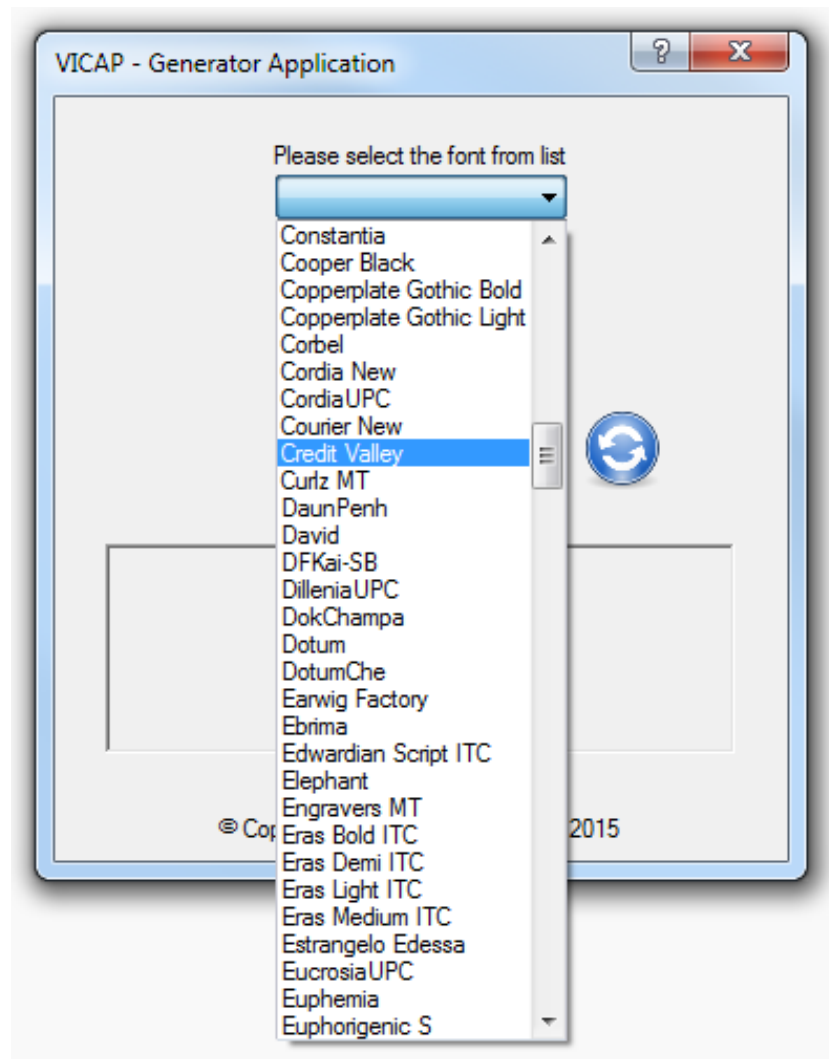 VICAP - Generator Application
Please select the font from list
Constantia
Cooper Black
Copperplate Gothic Bold
Copperplate Gothic Light
Corbel
Cordia New
CordiaUPC
Courier New
Credit Valley
Curlz MT
DaunPenh
David
DFKai-SB
DilleniaUPC
DokChampa
Dotum
DotumChe
Earwig Factory
Ebrima
Edwardian Script ITC
Elephant
Engravers MT
© Cop 2015
Eras Bold ITC
Eras Demi ITC
Eras Light ITC
Eras Medium ITC
Estrangelo Edessa
EucrosiaUPC
Euphemia
Euphorigenic S